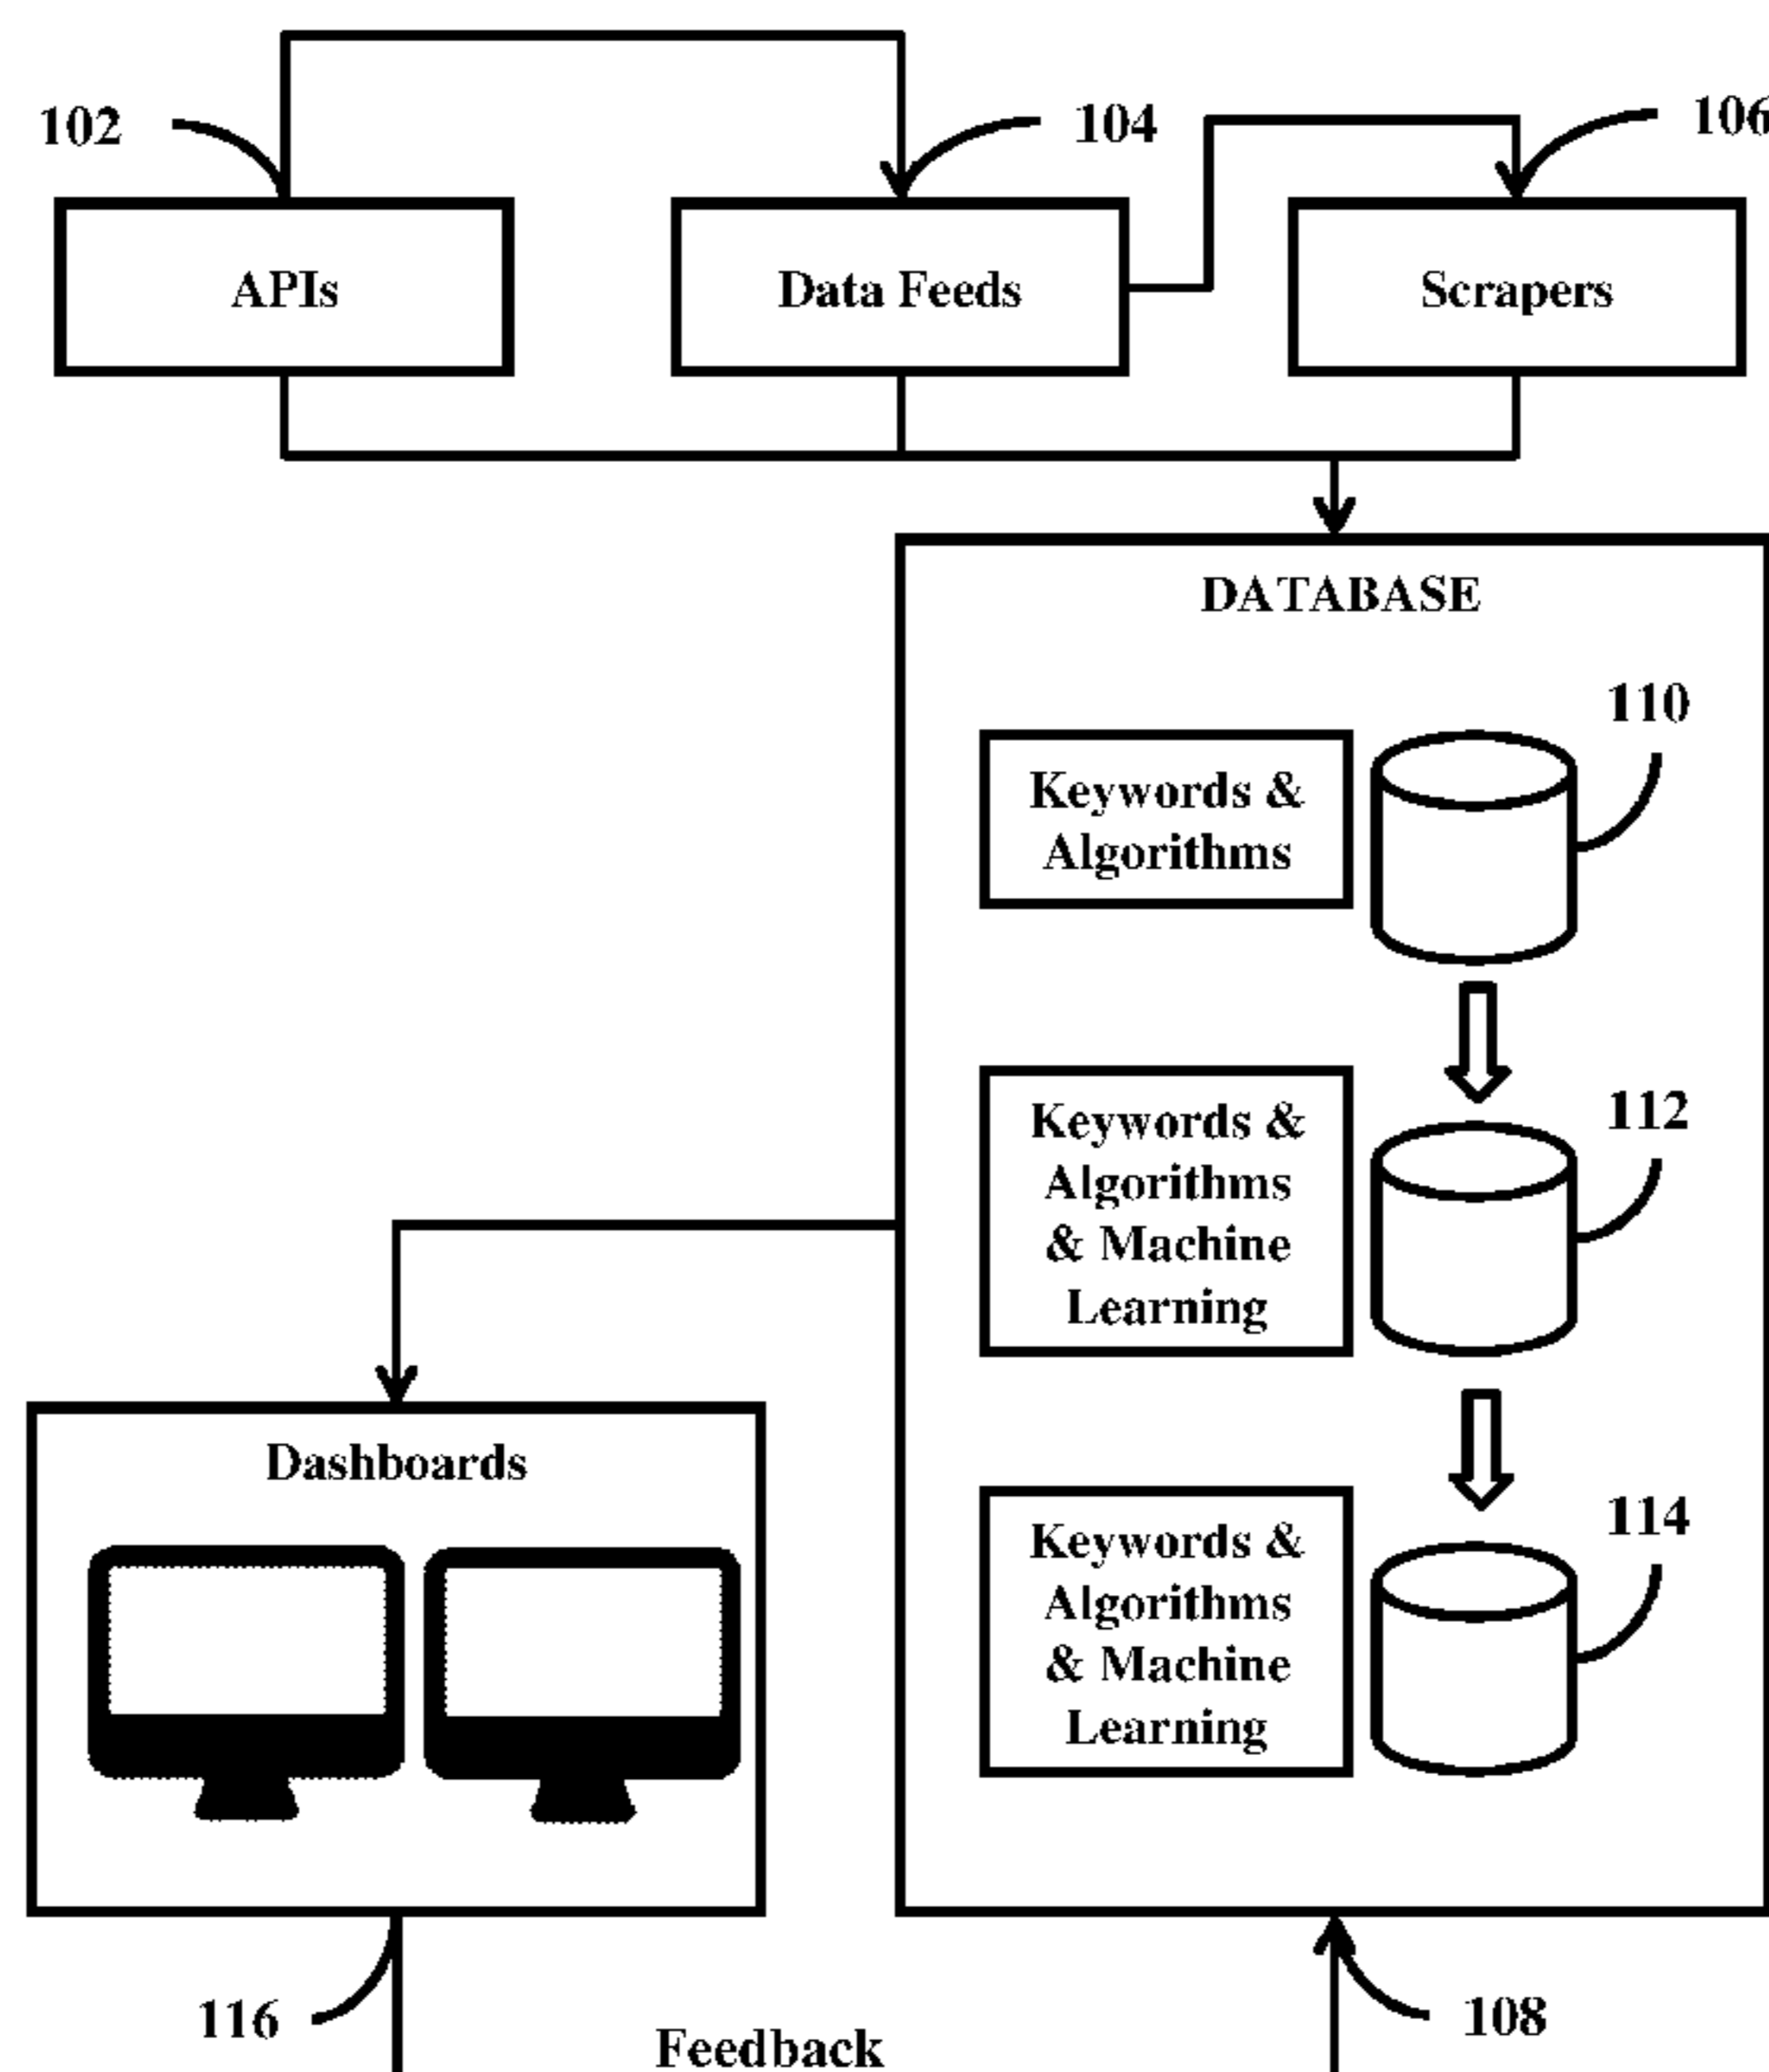 102
104
106
APIs
Data Feeds
Scrapers
DATABASE
110
Keywords &
Algorithms
112
Keywords &
Algorithms
& Machine
Learning
Dashboards
114
Keywords &
Algorithms
& Machine
Learning
116
108
Feedback